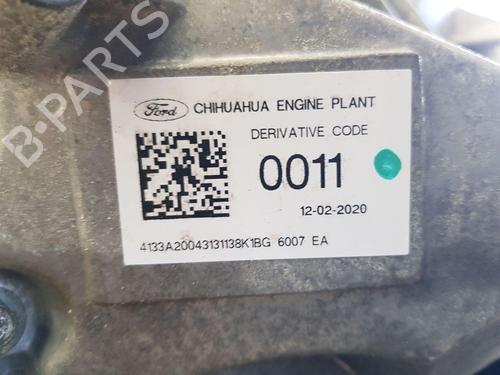 B-PARTS
Ford CHIHUAHUA ENGINE PLANT
DERIVATIVE CODE
0011
12-02-2020
4133A20043131138K1BG 6007 EA